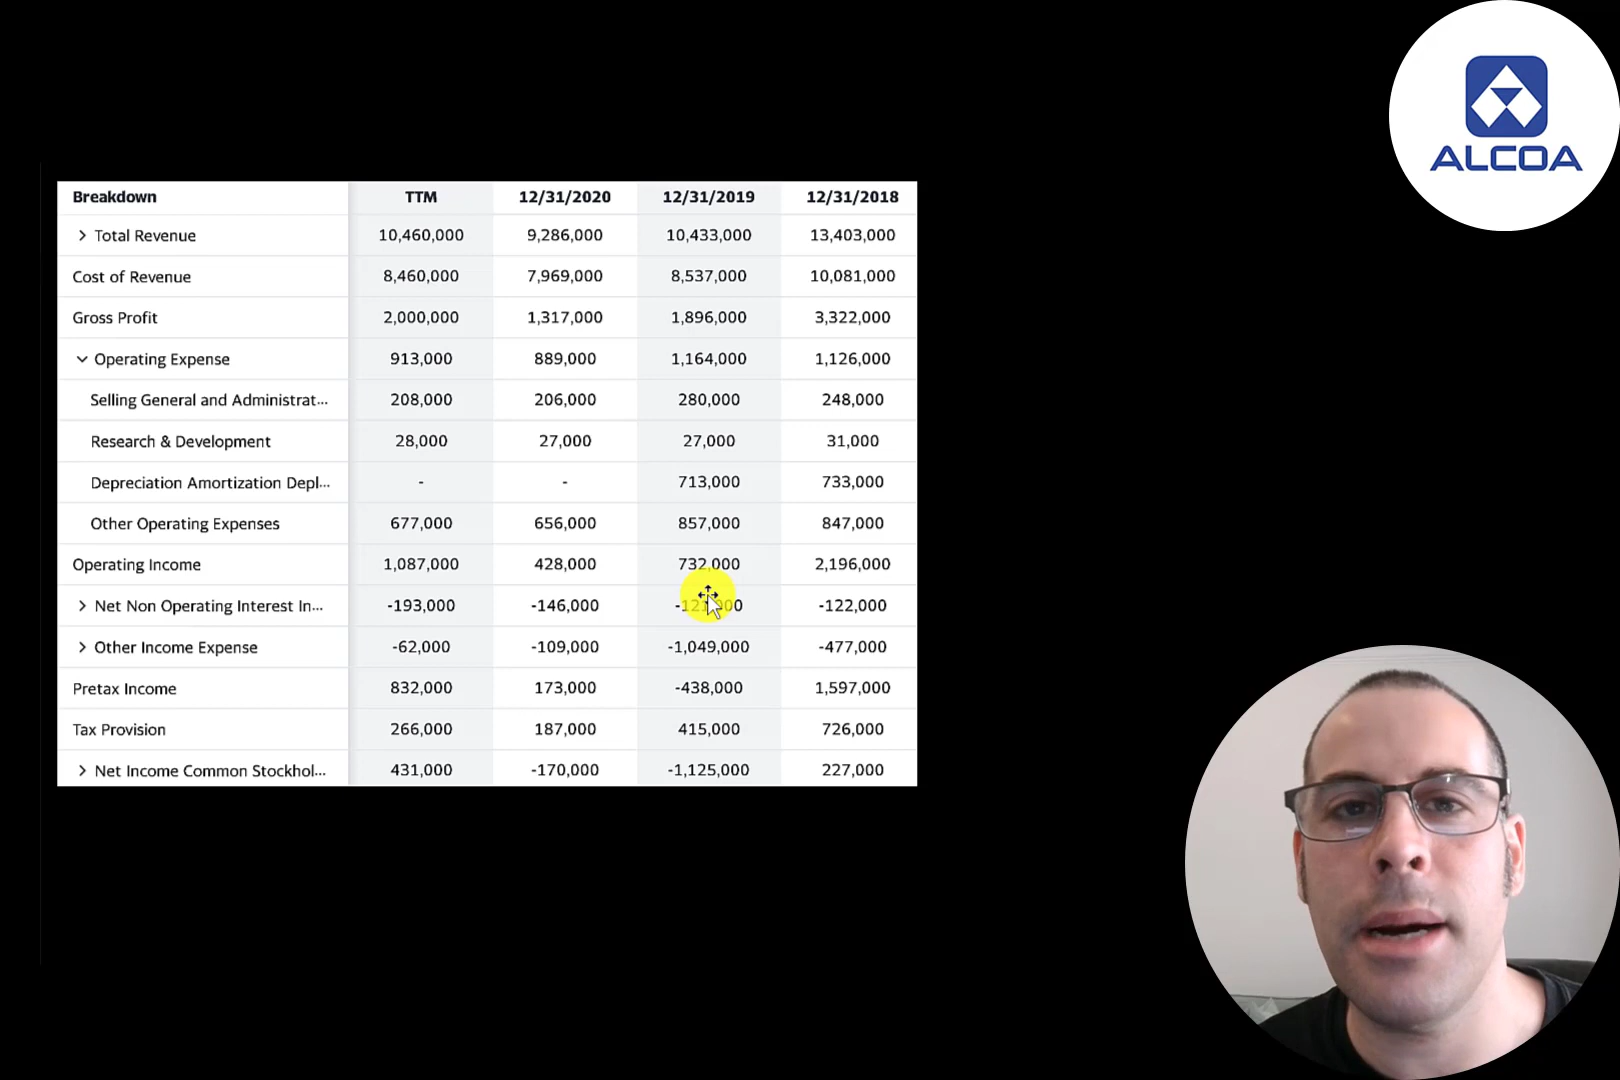 ALCOA
Breakdown TTM 12/31/2020 12/31/2019 12/31/2018
Total Revenue 10,460,000 9,286,000 10,433,000 13,403,000
Cost of Revenue 8,460,000 7,969,000 8,537,000 10,081,000
Gross Profit 2,000,000 1,317,000 1,896,000 3,322,000
Operating Expense 913,000 889,000 1,164,000 1,126,000
Selling General and Administrat... 208,000 206,000 280,000 248,000
Research & Development 28,000 27,000 27,000 31,000
Depreciation Amortization Depl... - - 713,000 733,000
Other Operating Expenses 677,000 656,000 857,000 847,000
Operating Income 1,087,000 428,000 732,000 2,196,000
Net Non Operating Interest In... -193,000 -146,000 -122,000
Other Income Expense -62,000 -109,000 -1,049,000 -477,000
Pretax Income 832,000 173,000 -438,000 1,597,000
Tax Provision 266,000 187,000 415,000 726,000
Net Income Common Stockhol... 431,000 -170,000 -1,125,000 227,000